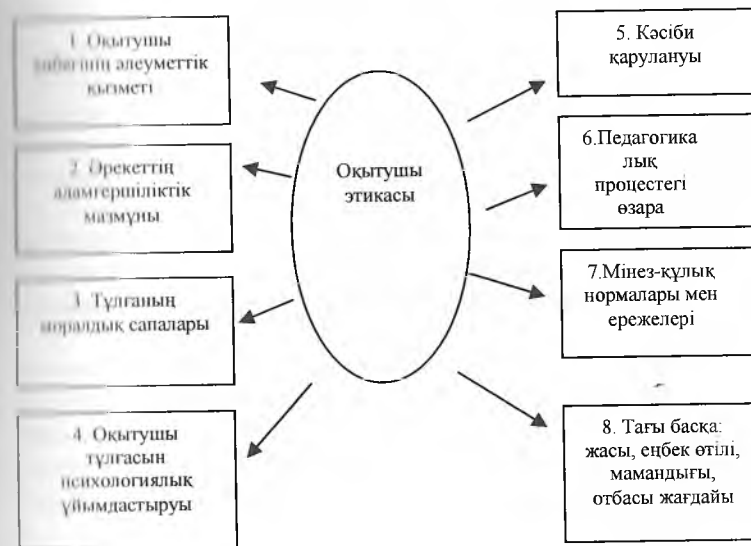 1. Оқытушы
әлеуметтік
қызметі
2. Әрекеттің
адамгершіліктік
мазмұны
3. Тұлғаның
моралдық сапалары
4. Оқытушы
тұлғасын
психологиялық
ұйымдастыруы
Оқытушы
этикасы
5. Кәсіби
қарулануы
6.Педагогика
лық
процестегі
өзара
7.Мінез-құлық
нормалары мен
ережелері
8. Тағы басқа:
жасы, еңбек өтілі,
мамандығы,
отбасы жағдайы